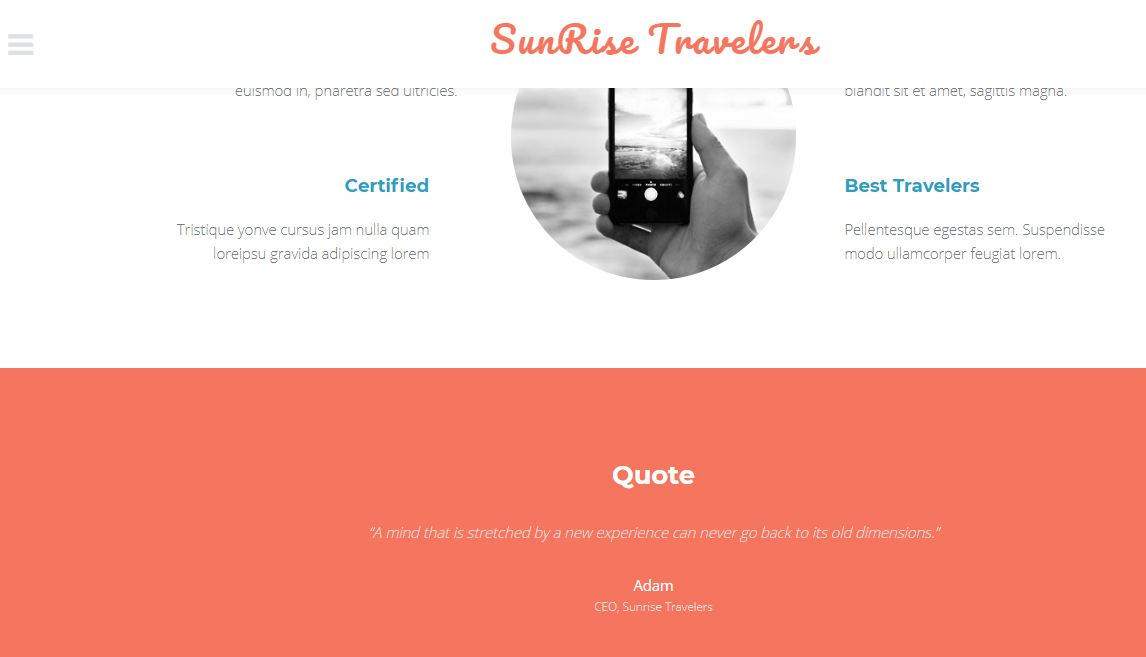 SunRise Travelers
euismod in, pharetra sed ultricies.
blandit sit et amet, sagittis magna.
Certified
Tristique yonve cursus jam nulla quam
loreipsu gravida adipiscing lorem
Best Travelers
Pellentesque egestas sem. Suspendisse
modo ullamcorper feugiat lorem.
Quote
“A mind that is stretched by a new experience can never go back to its old dimensions.”
Adam
CEO, Sunrise Travelers